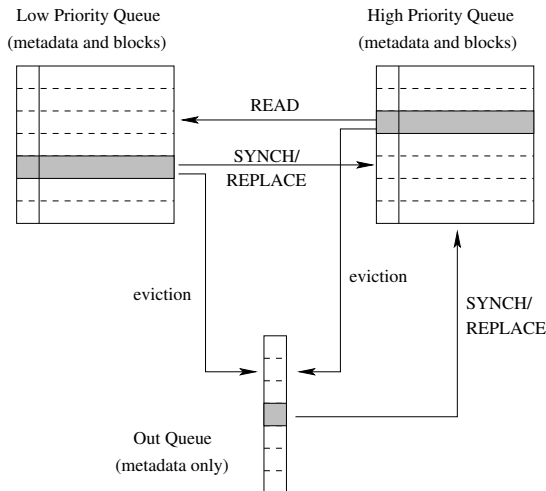 Low Priority Queue
(metadata and blocks)
High Priority Queue
(metadata and blocks)
READ
SYNCH/
REPLACE
eviction
eviction
SYNCH/
REPLACE
Out Queue
(metadata only)